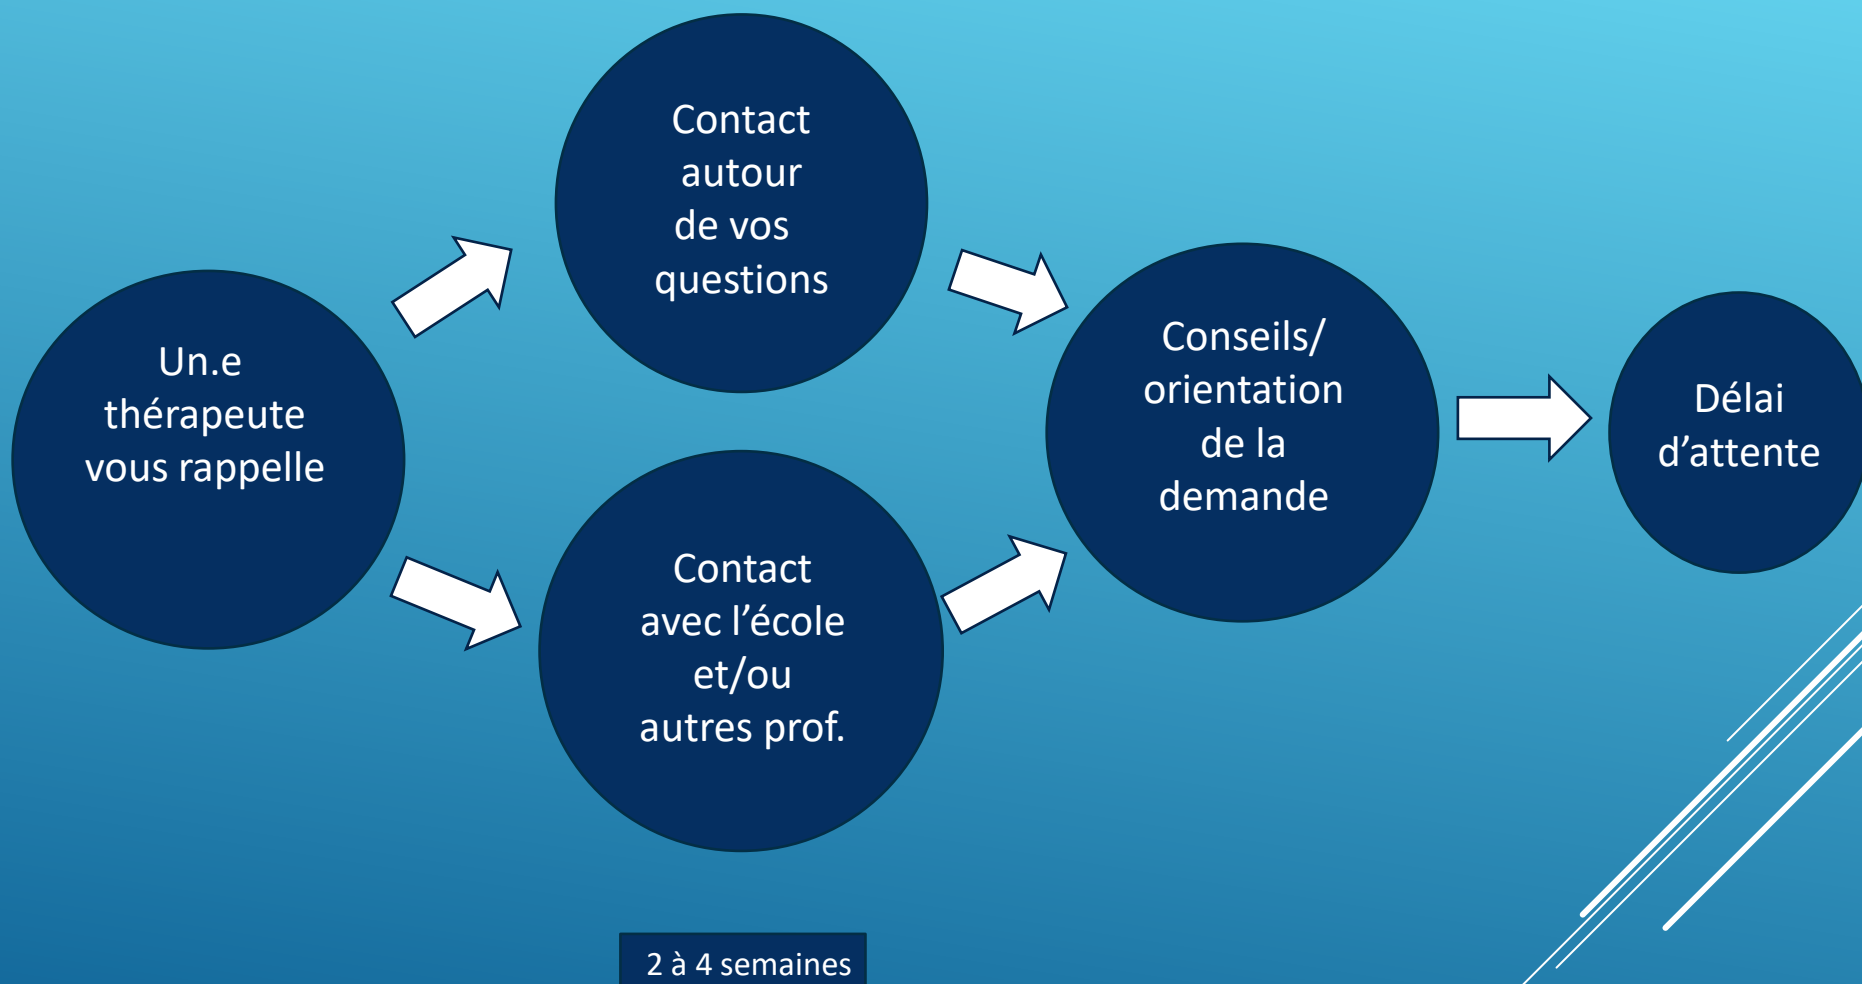 Un.e
thérapeute
vous rappelle
Contact
autour
de vos
questions
Contact
avec l’école
et/ou
autres prof.
Conseils/
orientation
de la
demande
Délai
d’attente
2 à 4 semaines